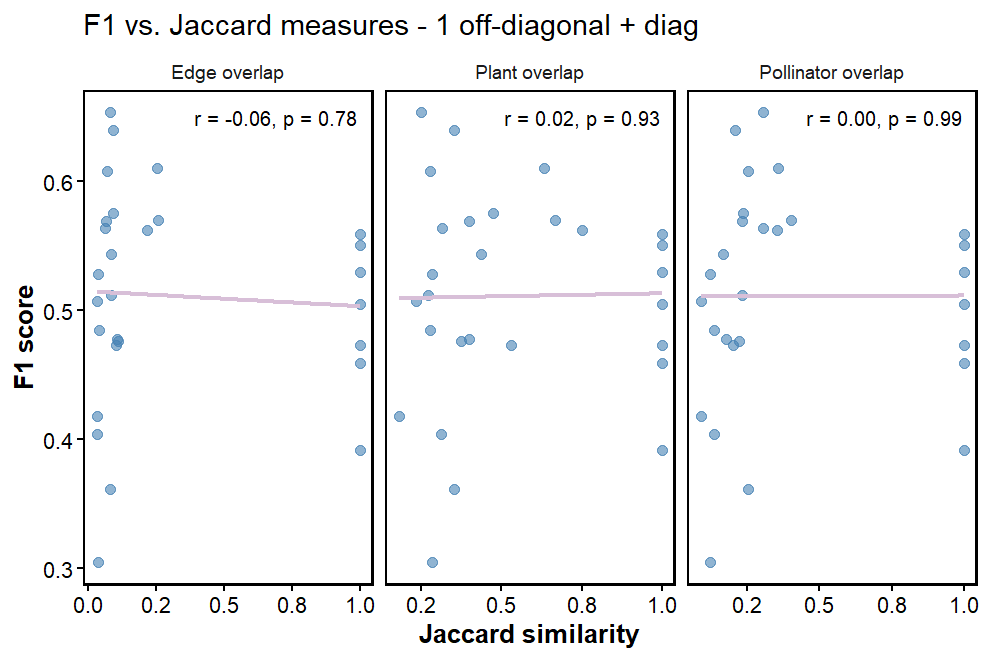 F1 vs. Jaccard measures - 1 off-diagonal + diag
Edge overlap
Plant overlap
Pollinator overlap
r = -0.06, p = 0.78
r = 0.02, p = 0.93
r = 0.00, p = 0.99
F1 score
0.6
0.5
0.4
0.3
0.0 0.2 0.5 0.8 1.0
0.2 0.5 0.8 1.0
0.2 0.5 0.8 1.0
Jaccard similarity